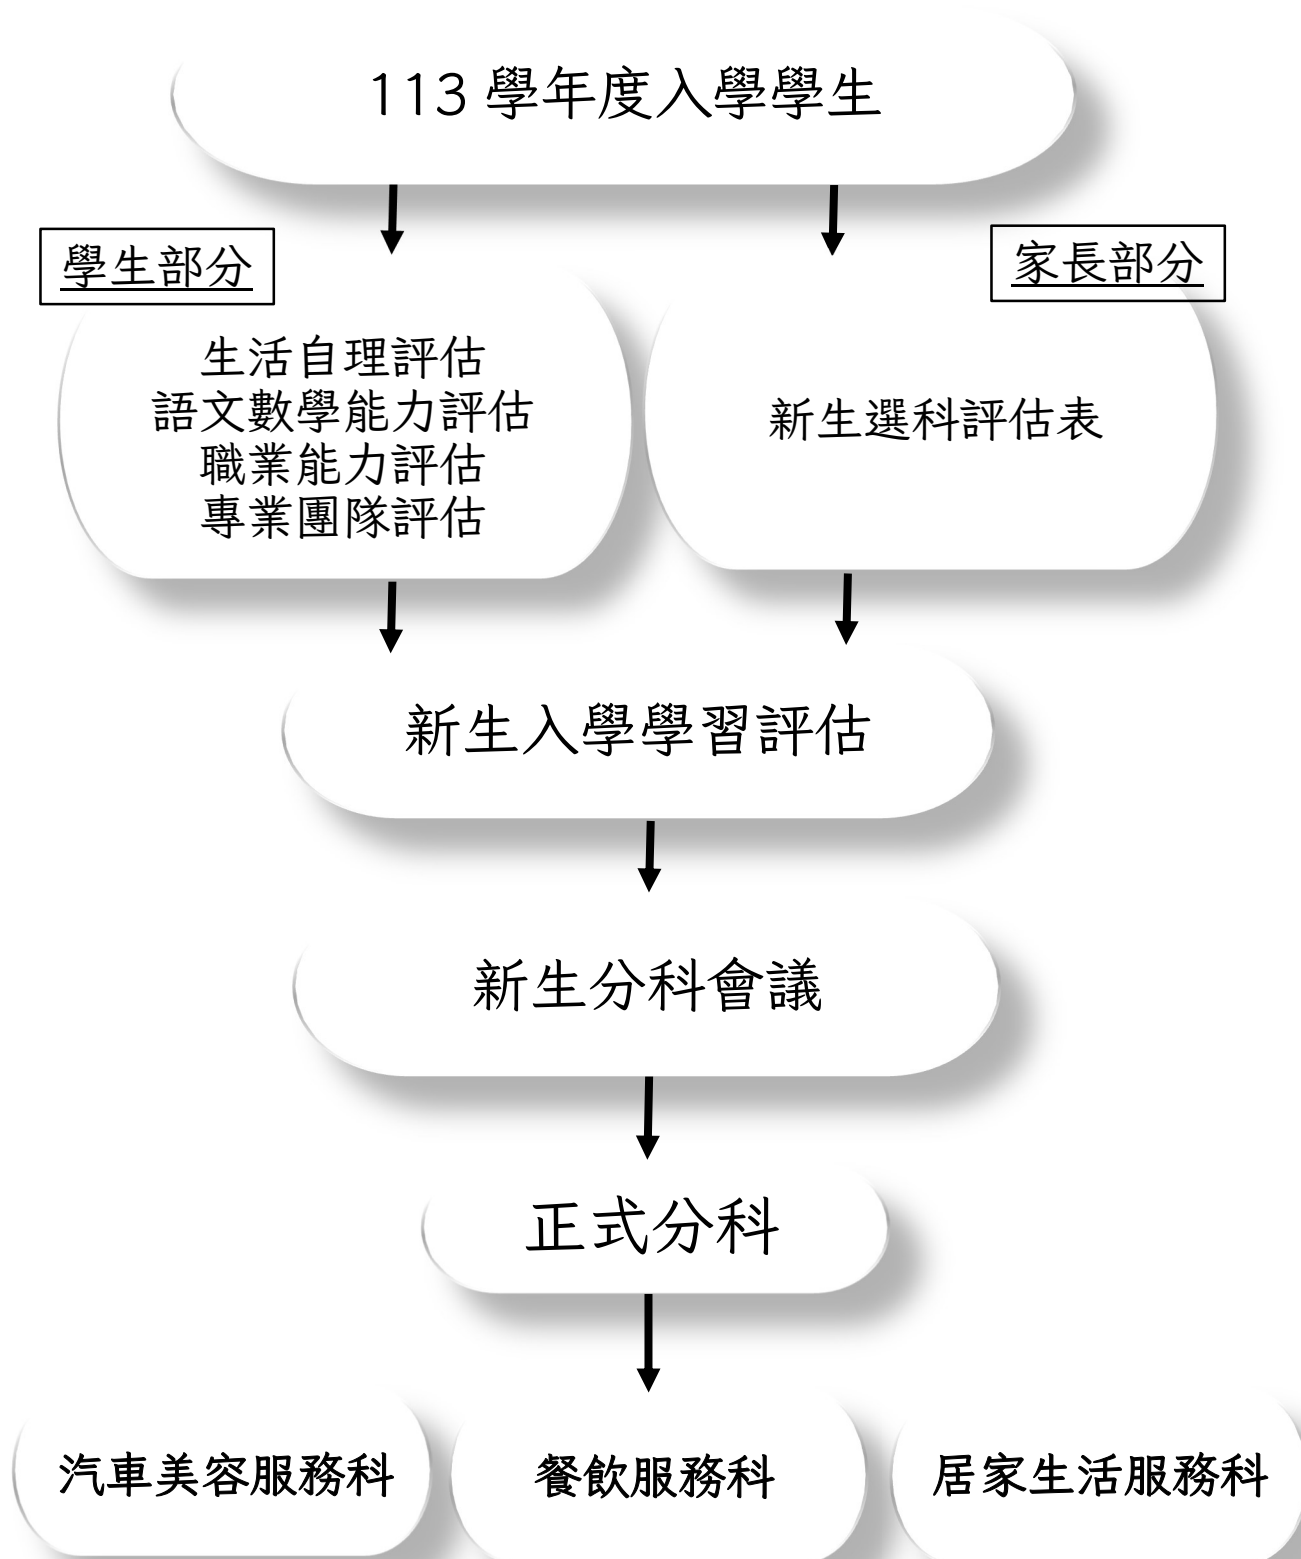 113 學年度入學學生
學生部分
家長部分
生活自理評估
語文數學能力評估
職業能力評估
專業團隊評估
新生選科評估表
新生入學學習評估
新生分科會議
正式分科
汽車美容服務科
餐飲服務科
居家生活服務科